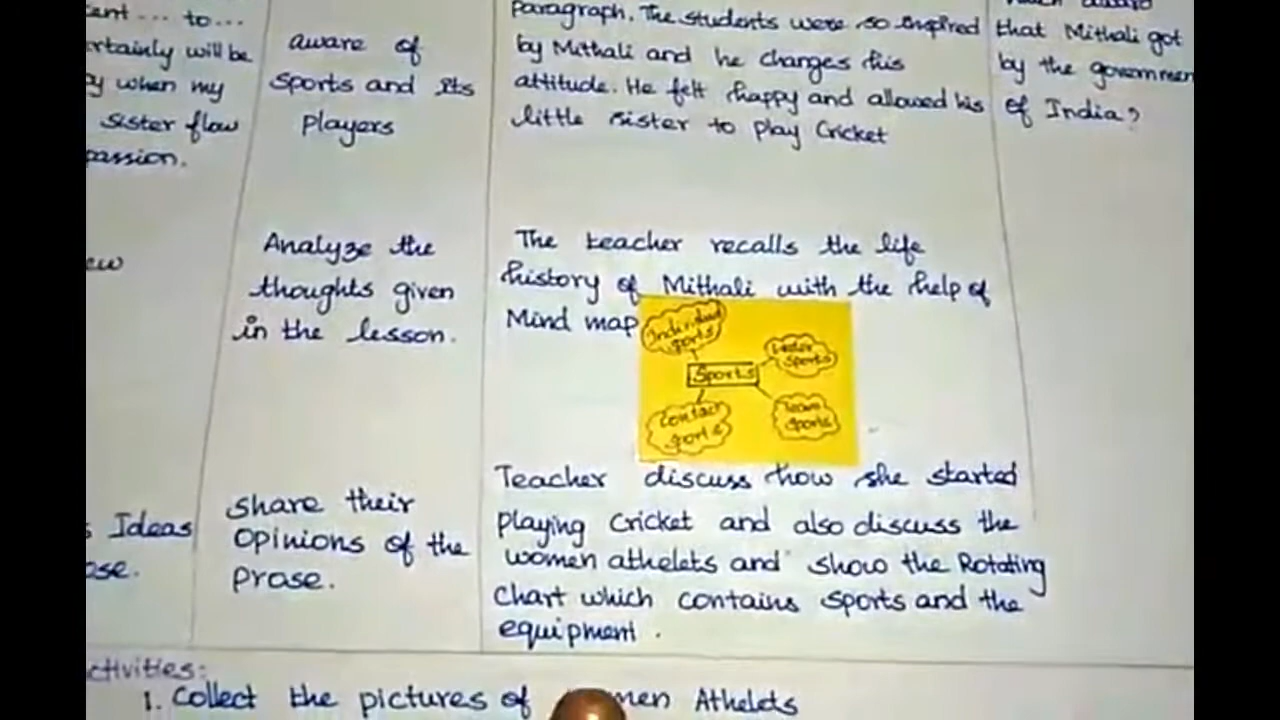 to...
will be
when my
sister flow
passion.
aware of
Sports and its
players
Paragraph. The students were so inspired
by Mithali and he changes his
attitude. He felt happy and allowed his
little sister to play Cricket
that Mithali got
by the governmen
of India?
Analyze the
thoughts given
in the lesson.
The teacher recalls the life
history of Mithali with the help of
Mind map
Individual
sports
Water
Sports
Sports
Contact
sports
Team
sports
Ideas
share their
Opinions of the
prose.
Teacher discuss how she started
playing Cricket and also discuss the
women athelets and show the Rotating
Chart which contains sports and the
equipment.
ctivities:
1. Collect the pictures of men Athelets